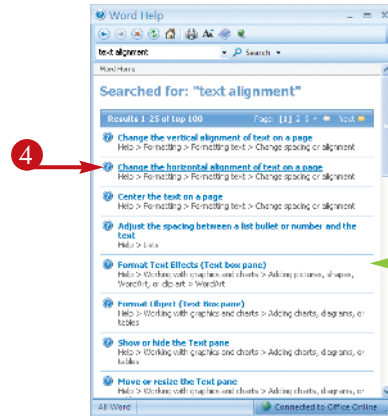 Word Help
text alignment
Search
Word Home
Searched for: "text alignment"
Results 1-25 of top 100 Page: [1] 2 3 4 Next
Change the vertical alignment of text on a page
Help > Formatting > Formatting text > Change spacing or alignment
4
Change the horizontal alignment of text on a page
Help > Formatting > Formatting text > Change spacing or alignment
Center the text on a page
Help > Formatting > Formatting text > Change spacing or alignment
Adjust the spacing between a list bullet or number and the
text
Help > Lists
Format Text Effects (Text box pane)
Help > Working with graphics and charts > Adding pictures, shapes,
WordArt, or clip art > WordArt
Format Object (Text Box pane)
Help > Working with graphics and charts > Adding charts, diagrams, or
tables
Show or hide the Text pane
Help > Working with graphics and charts > Adding charts, diagrams, or
tables
Move or resize the Text pane
Help > Working with graphics and charts > Adding charts, diagrams, or
All Word
Connected to Office Online